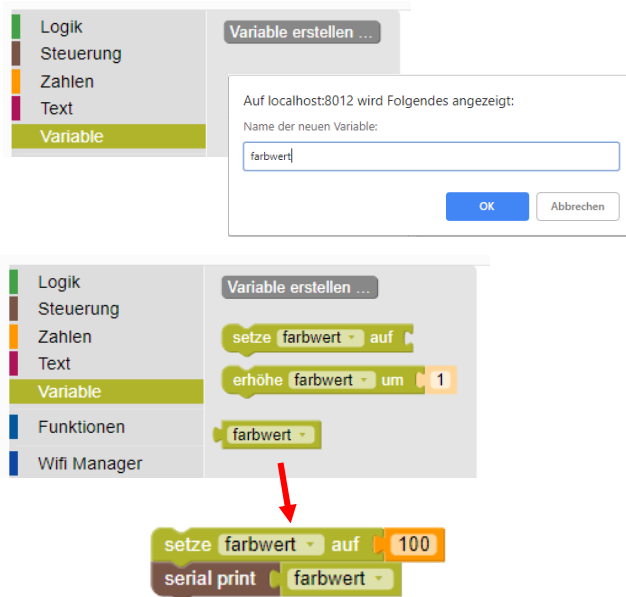 Logik
Variable erstellen ...
Steuerung
Zahlen
Text
Variable
Auf localhost:8012 wird Folgendes angezeigt:
Name der neuen Variable:
farbwert
OK Abbrechen
Logik
Variable erstellen ...
Steuerung
Zahlen
setze farbwert auf
Text
Variable
erhöhe farbwert um 1
Funktionen
farbwert
Wifi Manager
setze farbwert auf 100
serial print farbwert